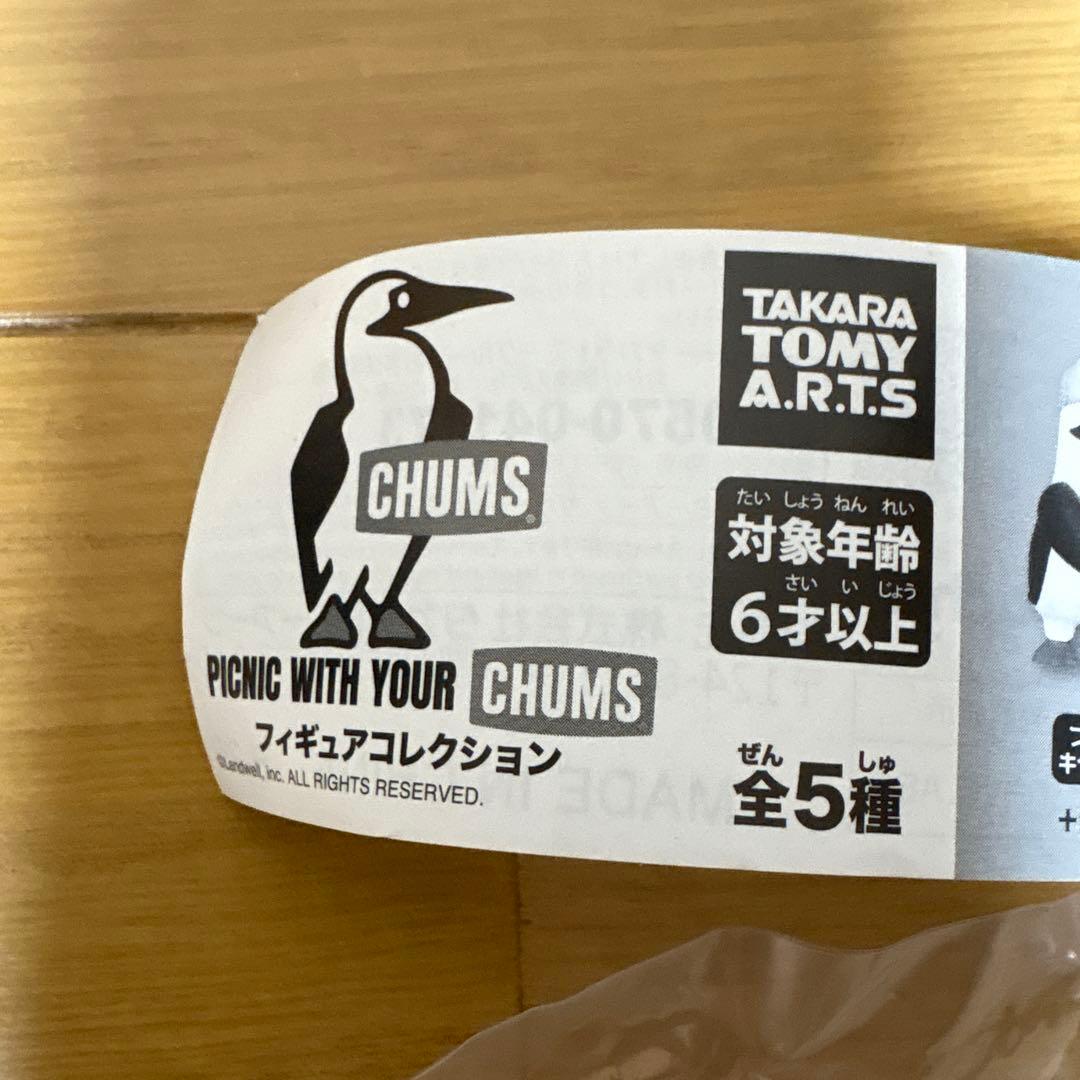 CHUMS®
PICNIC WITH YOUR CHUMS
フィギュアコレクション
©Landwell, inc. ALL RIGHTS RESERVED.
TAKARA
TOMY
A.R.T.S
たいしょうねんれい
対象年齢
さいいじょう
6才以上
ぜん しゅ
全5種